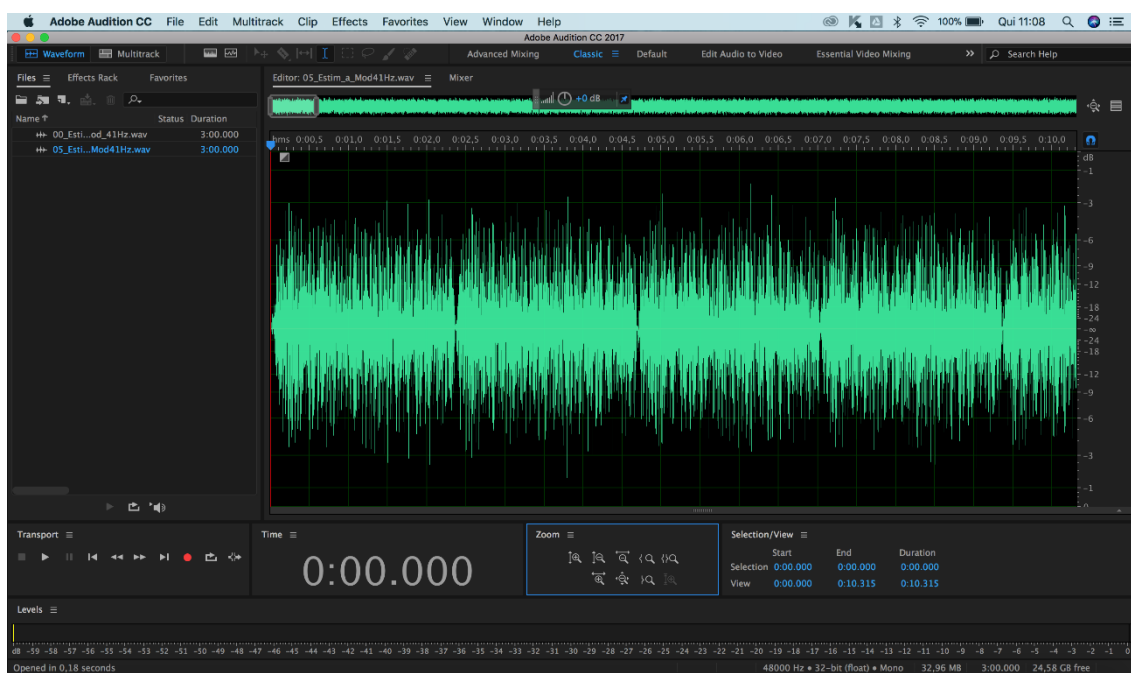 Adobe Audition CC File Edit Multitrack Clip Effects Favorites View Window Help 100% Qui 11:08
Adobe Audition CC 2017
Waveform Multitrack Advanced Mixing Classic Default Edit Audio to Video Essential Video Mixing >> Search Help
Files Effects Rack Favorites Editor: 05_Estim_a_Mod41Hz.wav Mixer
+0 dB
Name Status Duration
00_Esti...od_41Hz.wav 3:00.000
05_Esti...Mod41Hz.wav 3:00.000
hms 0:00,5 0:01,0 0:01,5 0:02,0 0:02,5 0:03,0 0:03,5 0:04,0 0:04,5 0:05,0 0:05,5 0:06,0 0:06,5 0:07,0 0:07,5 0:08,0 0:08,5 0:09,0 0:09,5 0:10,0
dB
-1
-3
-6
-9
-12
-18
-24
-∞
-24
-18
-12
-9
-6
-3
-1
Transport Time Zoom Selection/View
0:00.000
Start End Duration
Selection 0:00.000 0:00.000 0:00.000
View 0:00.000 0:10.315 0:10.315
Levels
dB -59 -58 -57 -56 -55 -54 -53 -52 -51 -50 -49 -48 -47 -46 -45 -44 -43 -42 -41 -40 -39 -38 -37 -36 -35 -34 -33 -32 -31 -30 -29 -28 -27 -26 -25 -24 -23 -22 -21 -20 -19 -18 -17 -16 -15 -14 -13 -12 -11 -10 -9 -8 -7 -6 -5 -4 -3 -2 -1 0
Opened in 0,18 seconds 48000 Hz • 32-bit (float) • Mono 32,96 MB 3:00.000 24,58 GB free